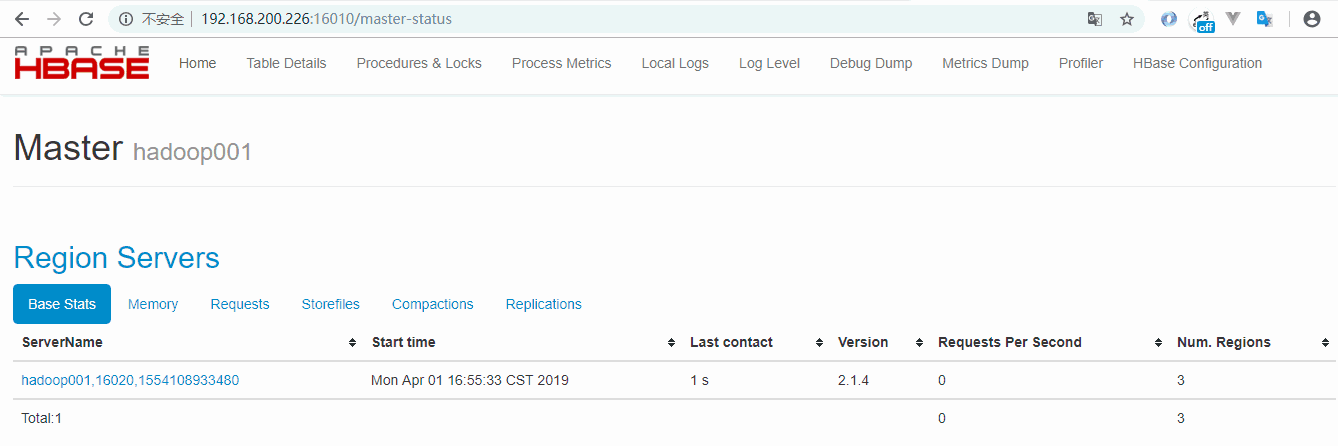 不安全 192.168.200.226:16010/master-status
off
APACHE
HBASE
Home Table Details Procedures & Locks Process Metrics Local Logs Log Level Debug Dump Metrics Dump Profiler HBase Configuration
Master hadoop001
Region Servers
Base Stats Memory Requests Storefiles Compactions Replications
ServerName Start time Last contact Version Requests Per Second Num. Regions
hadoop001,16020,1554108933480 Mon Apr 01 16:55:33 CST 2019 1 s 2.1.4 0 3
Total:1 0 3